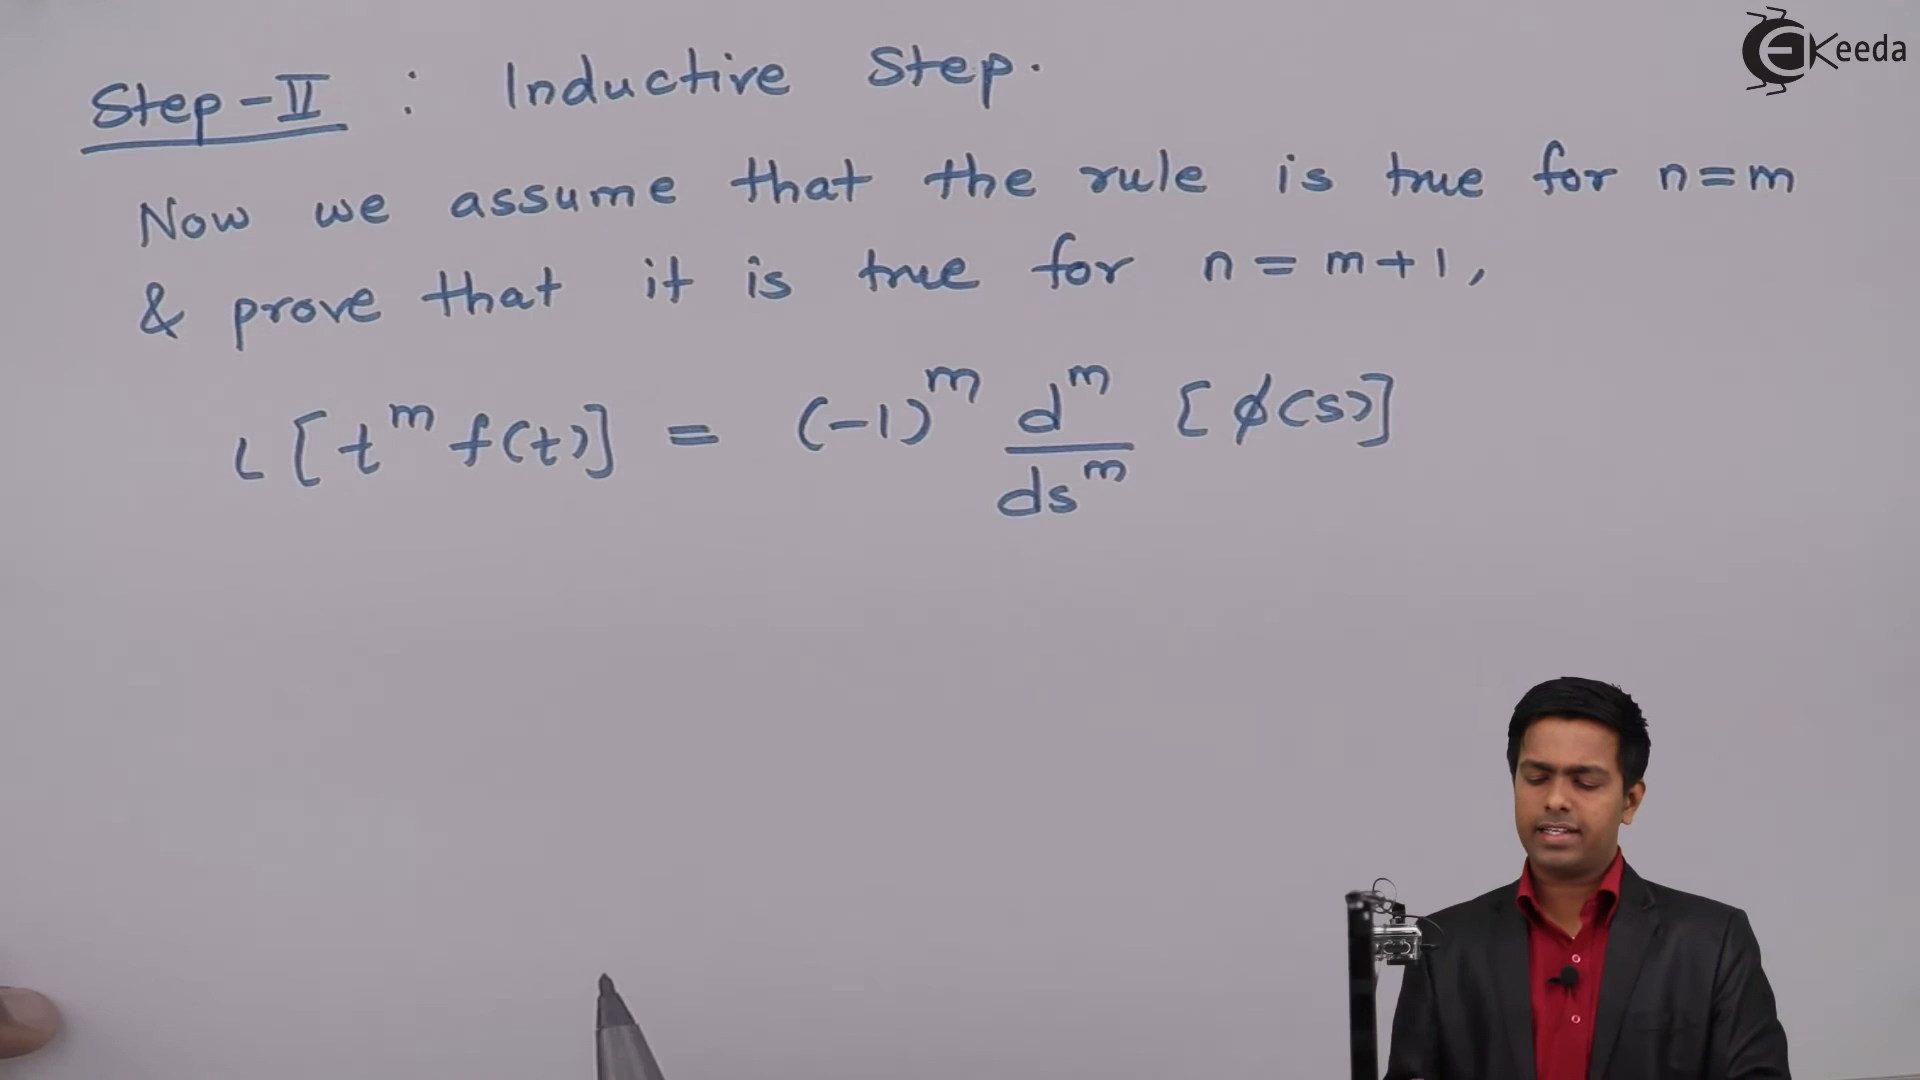 EKeeda
Step-II : Inductive Step.
Now we assume that the rule is true for n=m
& prove that it is true for n = m+1,
L[t^m f(t)] = (-1)^m d^m/ds^m [φ(s)]